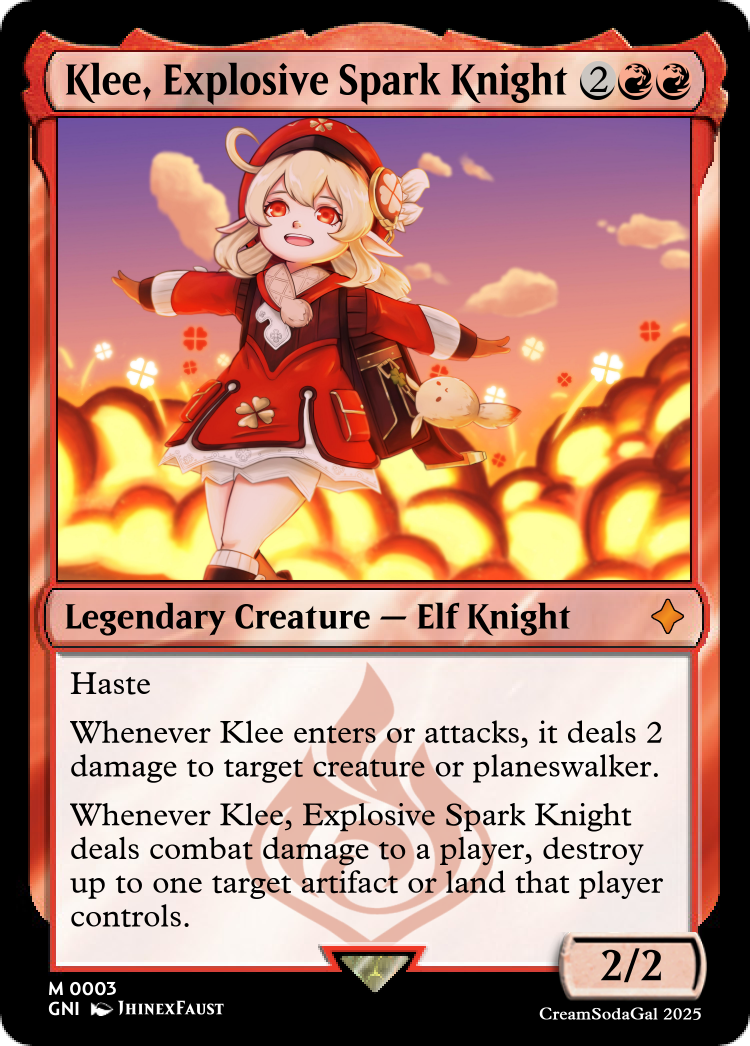 Klee, Explosive Spark Knight 2
Legendary Creature — Elf Knight
Haste
Whenever Klee enters or attacks, it deals 2
damage to target creature or planeswalker.
Whenever Klee, Explosive Spark Knight
deals combat damage to a player, destroy
up to one target artifact or land that player
controls.
2/2
M 0003
GNI JhinexFaust
CreamSodaGal 2025